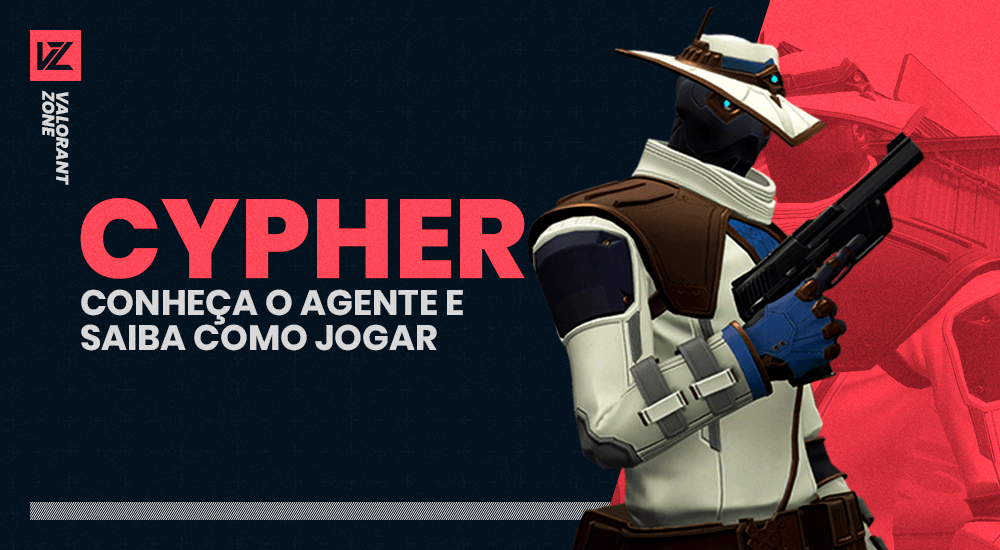 VZ
VALORANT
ZONE
CYPHER
CONHEÇA O AGENTE E
SAIBA COMO JOGAR